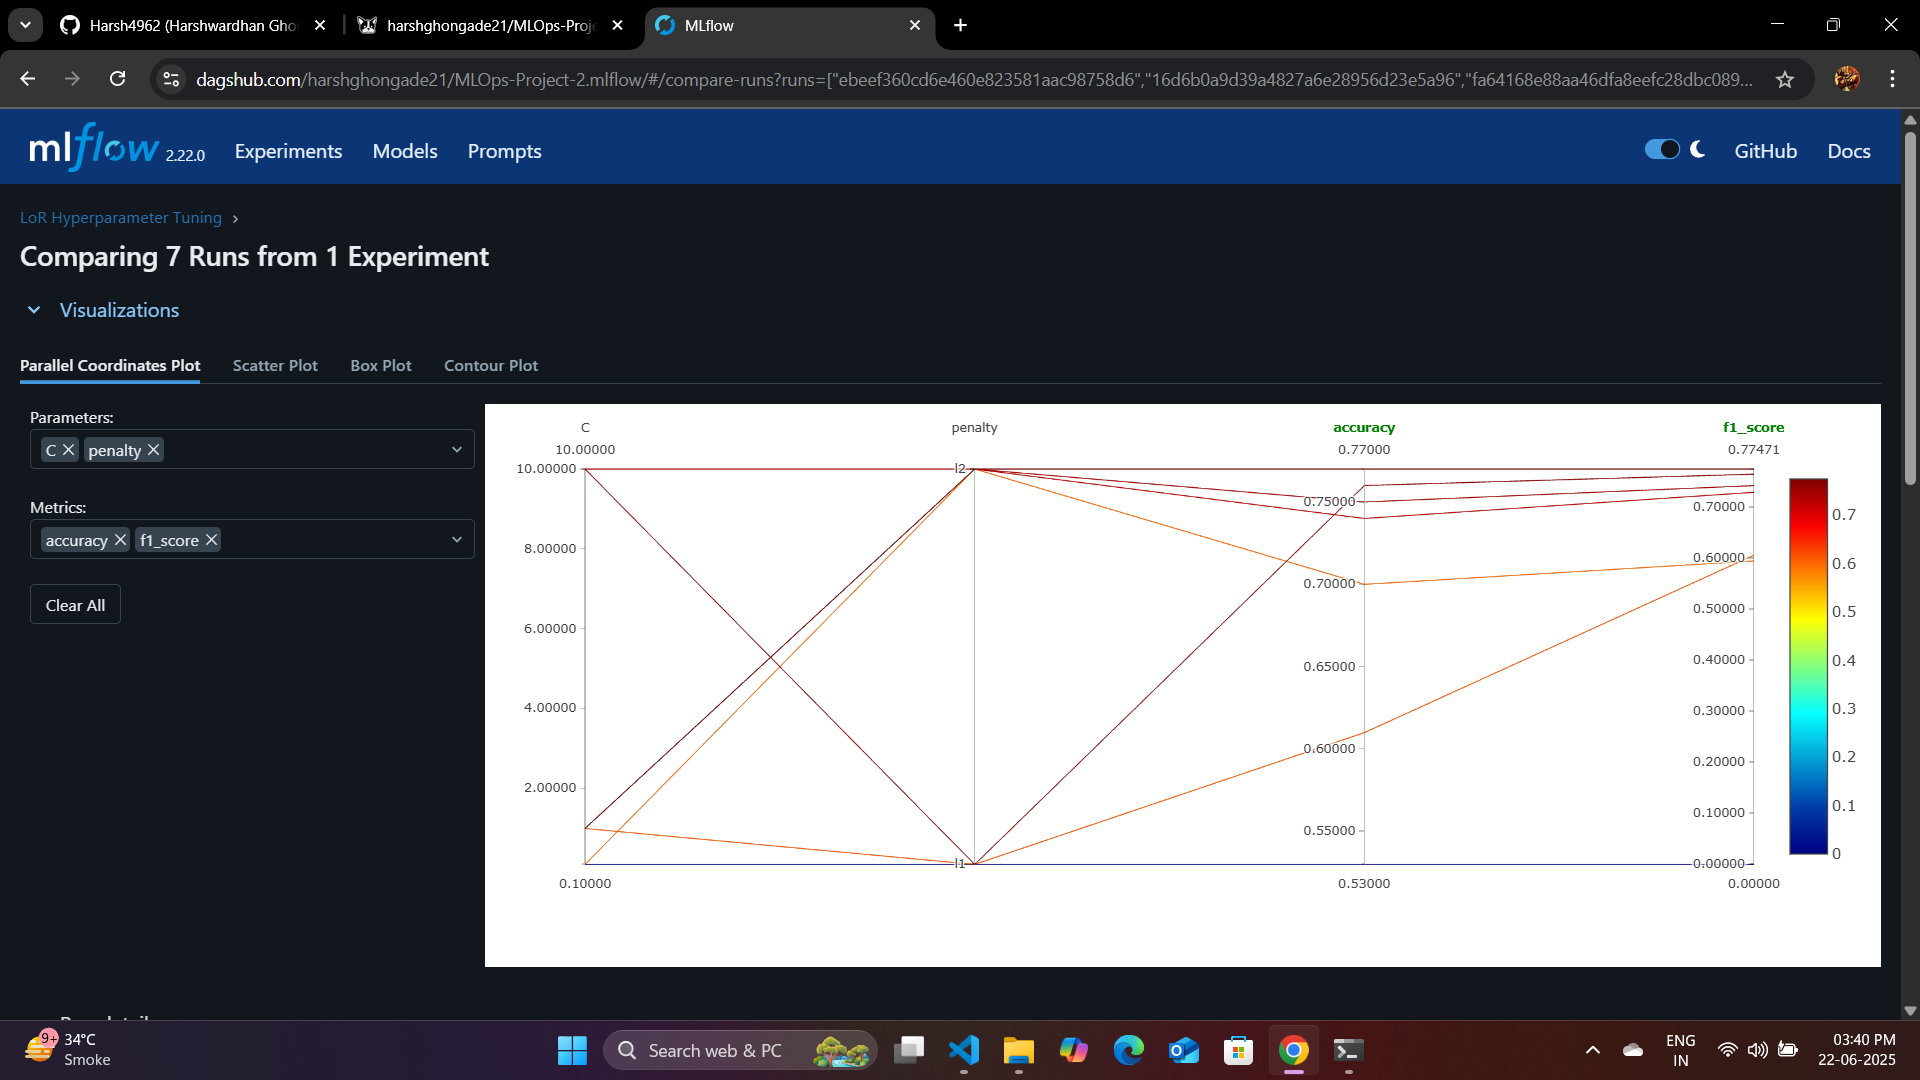 Harsh4962 (Harshwardhan Gho
harshghongade21/MLOps-Proje
MLflow
dagshub.com/harshghongade21/MLOps-Project-2.mlflow/#/compare-runs?runs=["ebeef360cd6e460e823581aac98758d6","16d6b0a9d39a4827a6e28956d23e5a96","fa64168e88aa46dfa8eefc28dbc089...
mlflow 2.22.0 Experiments Models Prompts GitHub Docs
LoR Hyperparameter Tuning
Comparing 7 Runs from 1 Experiment
Visualizations
Parallel Coordinates Plot Scatter Plot Box Plot Contour Plot
Parameters:
C penalty
Metrics:
accuracy f1_score
Clear All
C penalty accuracy f1_score
10.00000 0.77000 0.77471
10.00000
8.00000
6.00000
4.00000
2.00000
0.10000
l2
l1
0.75000
0.70000
0.65000
0.60000
0.55000
0.53000
0.70000
0.60000
0.50000
0.40000
0.30000
0.20000
0.10000
0.00000
0.00000
0.7
0.6
0.5
0.4
0.3
0.2
0.1
0
9+
34°C
Smoke
Search web & PC
ENG
IN
03:40 PM
22-06-2025